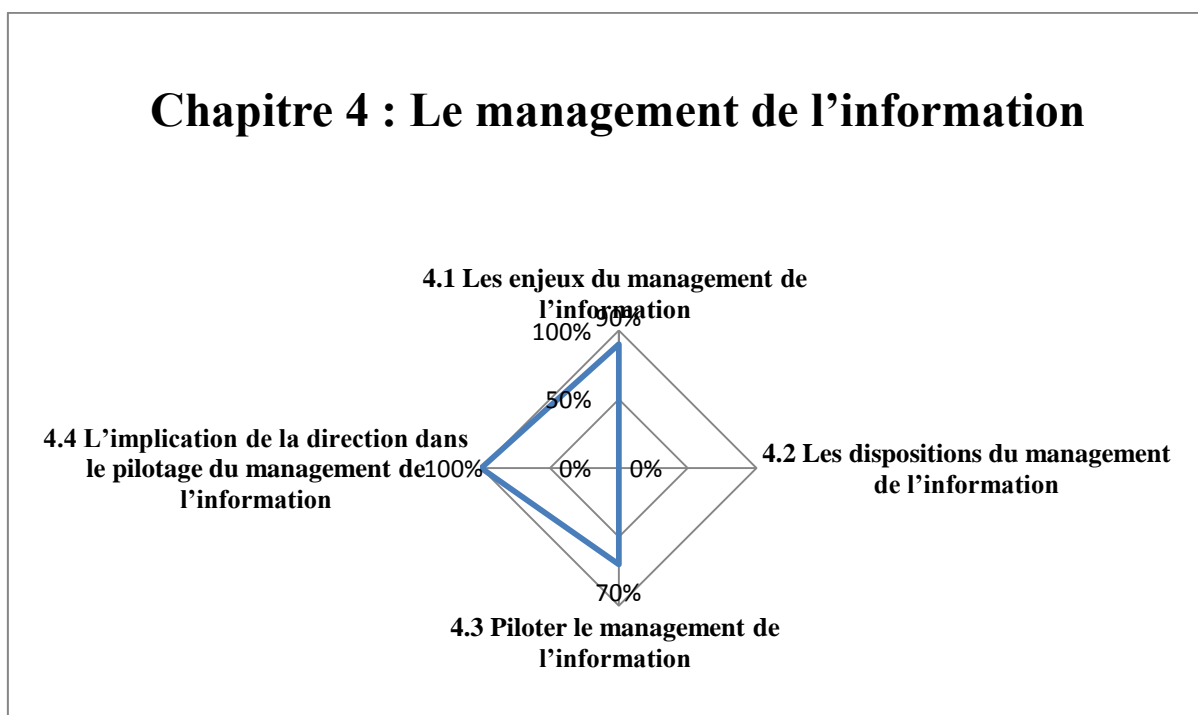 Chapitre 4 : Le management de l’information
4.1 Les enjeux du management de
l’information
90%
100%
50%
4.4 L’implication de la direction dans
le pilotage du management de
l’information
100%
0%
0%
4.2 Les dispositions du management
de l’information
70%
4.3 Piloter le management de
l’information